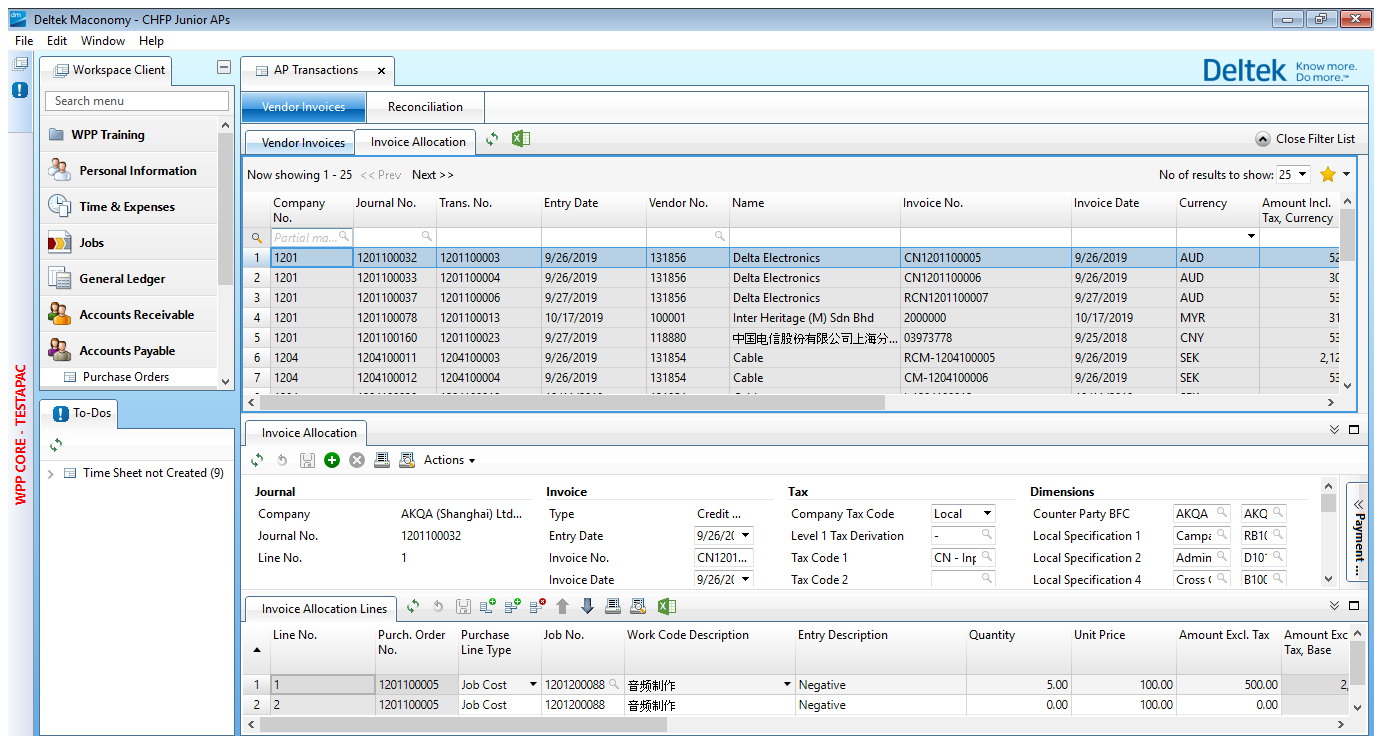 Deltek Maconomy - CHFP Junior APs
File Edit Window Help
Workspace Client
Search menu
WPP Training
Personal Information
Time & Expenses
Jobs
General Ledger
Accounts Receivable
Accounts Payable
Purchase Orders
To-Dos
Time Sheet not Created (9)
WPP CORE - TESTAPAC
AP Transactions
Deltek Know more. Do more.™
Vendor Invoices Reconciliation
Vendor Invoices Invoice Allocation Close Filter List
Now showing 1 - 25 << Prev Next >> No of results to show: 25
Company No. Journal No. Trans. No. Entry Date Vendor No. Name Invoice No. Invoice Date Currency Amount Incl. Tax, Currency
Partial ma...
1 1201 1201100032 1201100003 9/26/2019 131856 Delta Electronics CN1201100005 9/26/2019 AUD 52
2 1201 1201100033 1201100004 9/26/2019 131856 Delta Electronics CN1201100006 9/26/2019 AUD 30
3 1201 1201100037 1201100006 9/27/2019 131856 Delta Electronics RCN1201100007 9/27/2019 AUD 53
4 1201 1201100078 1201100013 10/17/2019 100001 Inter Heritage (M) Sdn Bhd 2000000 10/17/2019 MYR 31
5 1201 1201100160 1201100023 9/27/2019 118880 中国电信股份有限公司上海分... 03973778 9/25/2018 CNY 53
6 1204 1204100011 1204100003 9/26/2019 131854 Cable RCM-1204100005 9/26/2019 SEK 2,12
7 1204 1204100012 1204100004 9/26/2019 131854 Cable CM-1204100006 9/26/2019 SEK 53
Invoice Allocation
Actions
Journal Invoice Tax Dimensions
Company AKQA (Shanghai) Ltd... Type Credit ... Company Tax Code Local Counter Party BFC AKQA AKQ
Journal No. 1201100032 Entry Date 9/26/2 Level 1 Tax Derivation - Local Specification 1 Campa RB1
Line No. 1 Invoice No. CN1201... Tax Code 1 CN - Inp Local Specification 2 Admin D10
Invoice Date 9/26/2 Tax Code 2 Local Specification 4 Cross B100
Payment ...
Invoice Allocation Lines
Line No. Purch. Order No. Purchase Line Type Job No. Work Code Description Entry Description Quantity Unit Price Amount Excl. Tax Amount Exc Tax, Base
1 1 1201100005 Job Cost 1201200088 音频制作 Negative 5.00 100.00 500.00 2,
2 2 1201100005 Job Cost 1201200088 音频制作 Negative 0.00 100.00 0.00